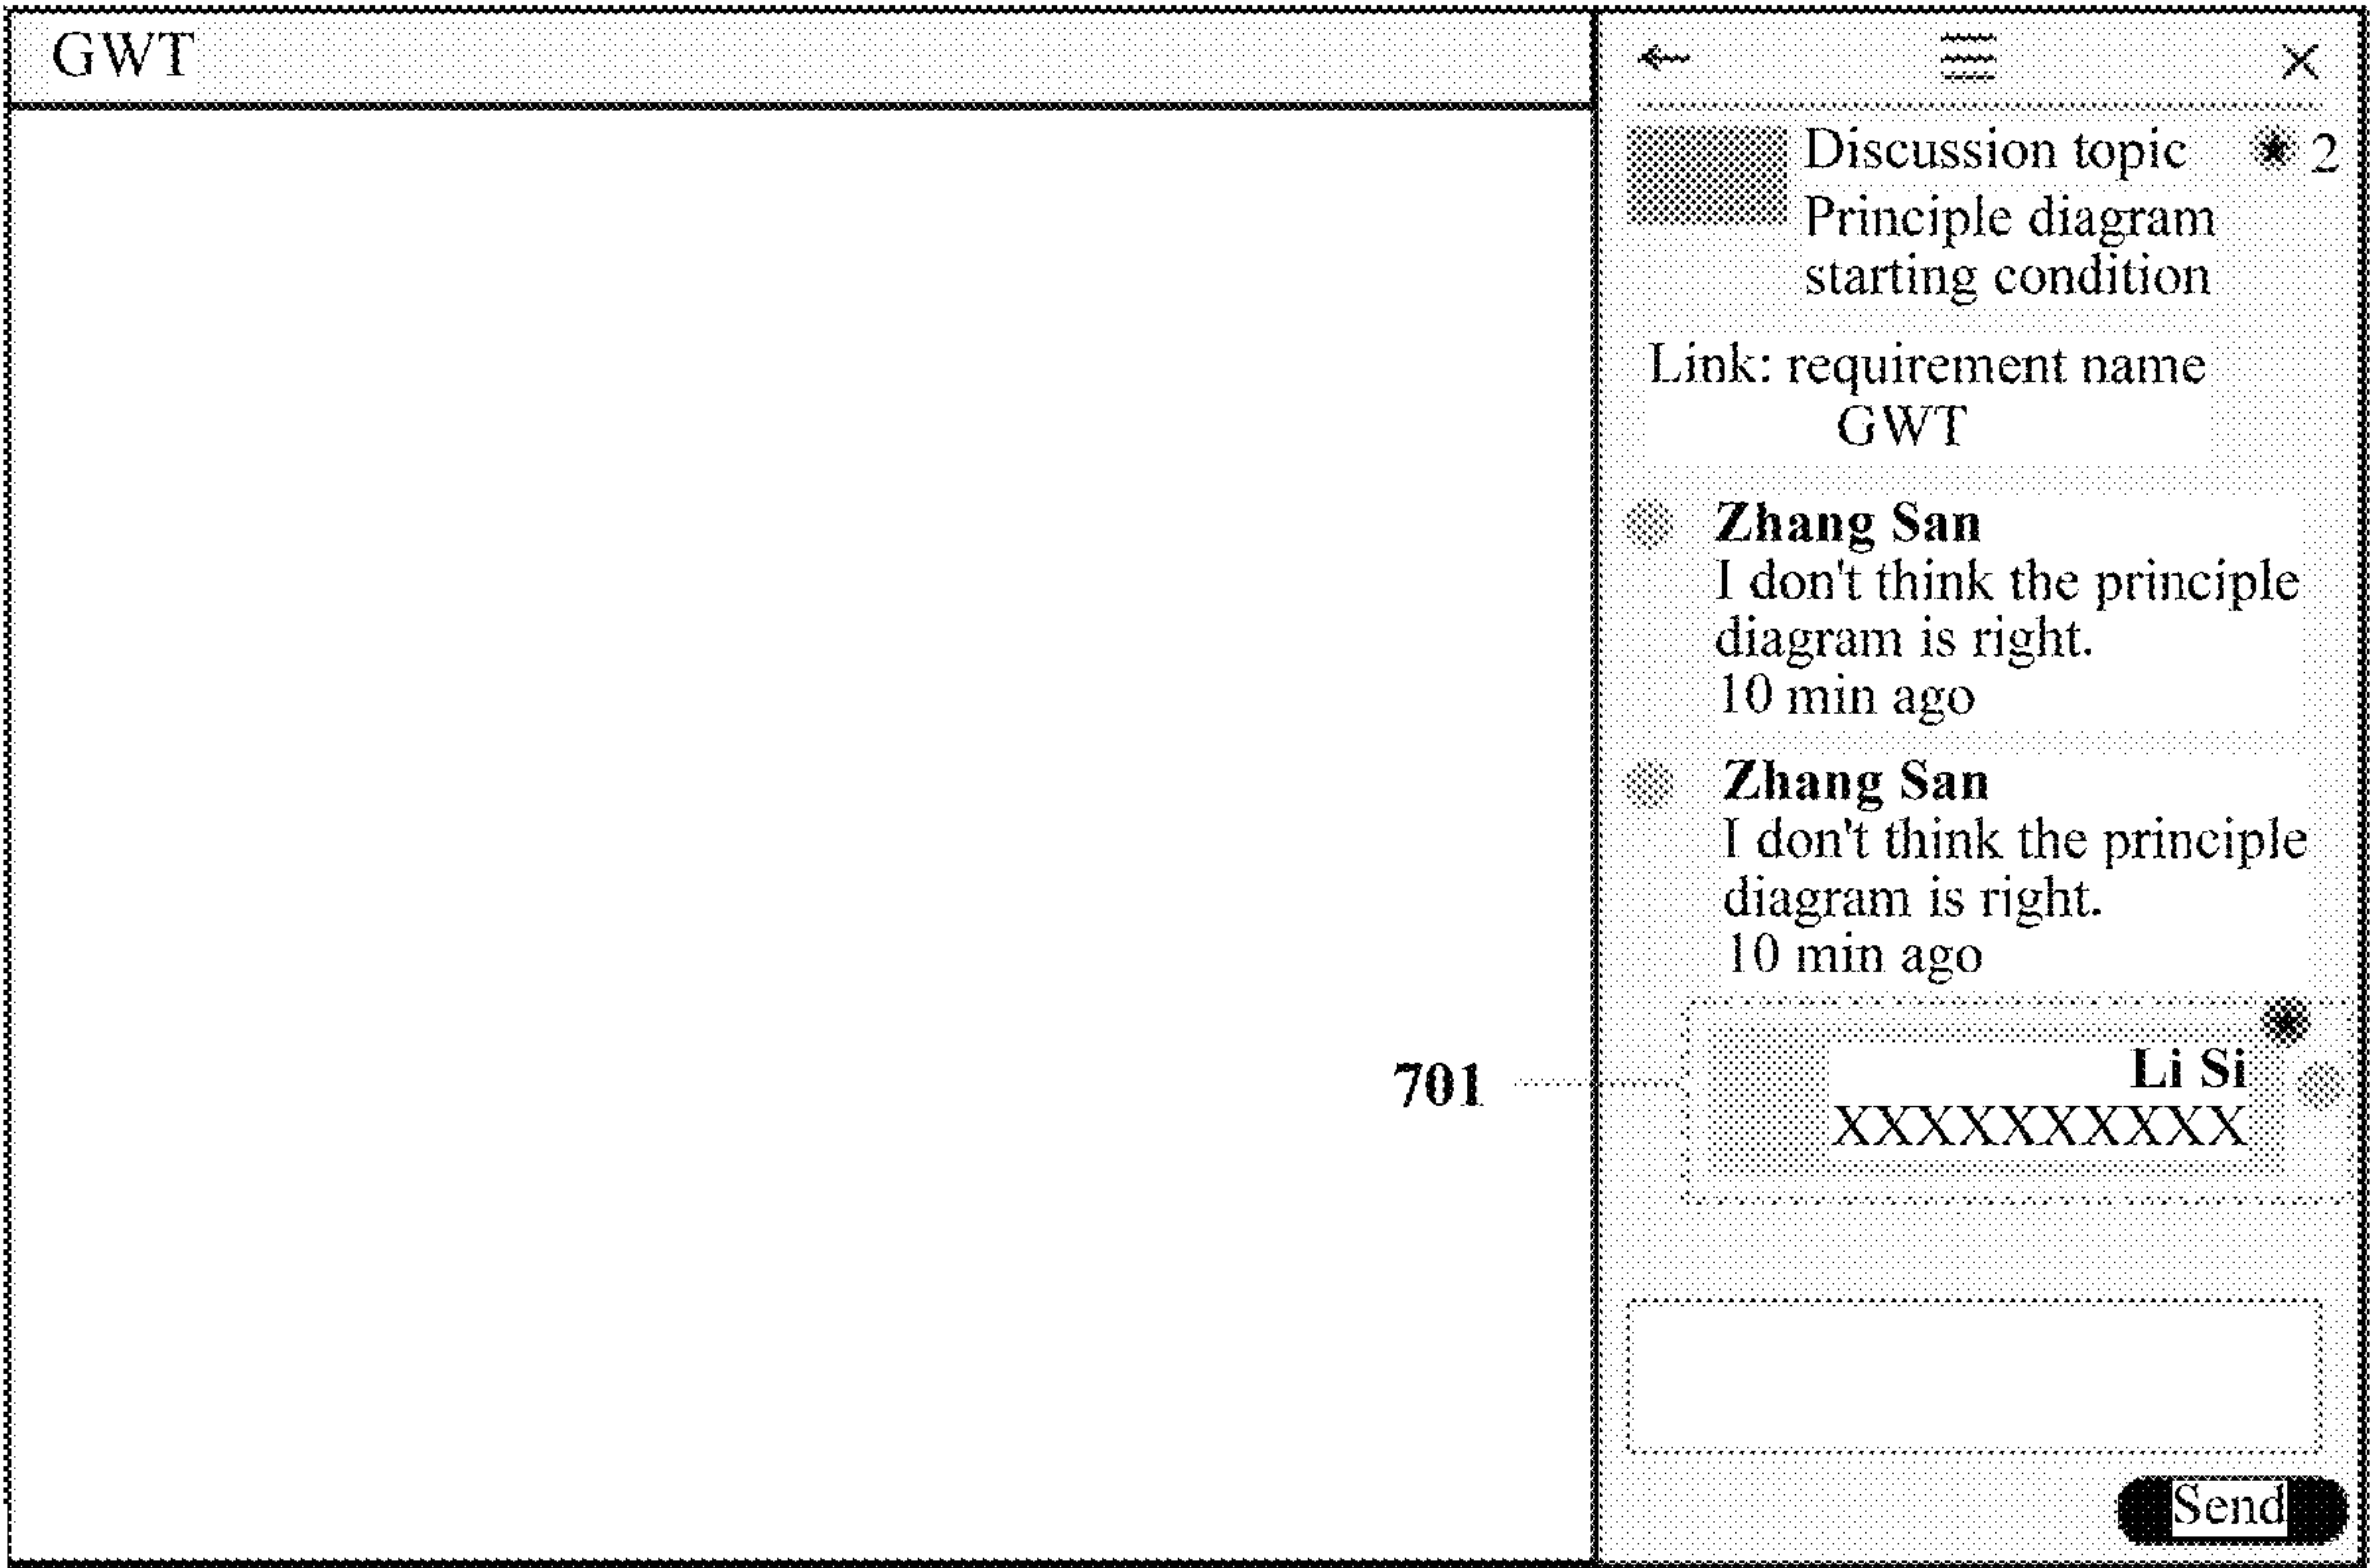 GWT
Discussion topic 2
Principle diagram
starting condition
Link: requirement name
GWT
Zhang San
I don't think the principle
diagram is right.
10 min ago
Zhang San
I don't think the principle
diagram is right.
10 min ago
701
Li Si
XXXXXXXXXX
Send